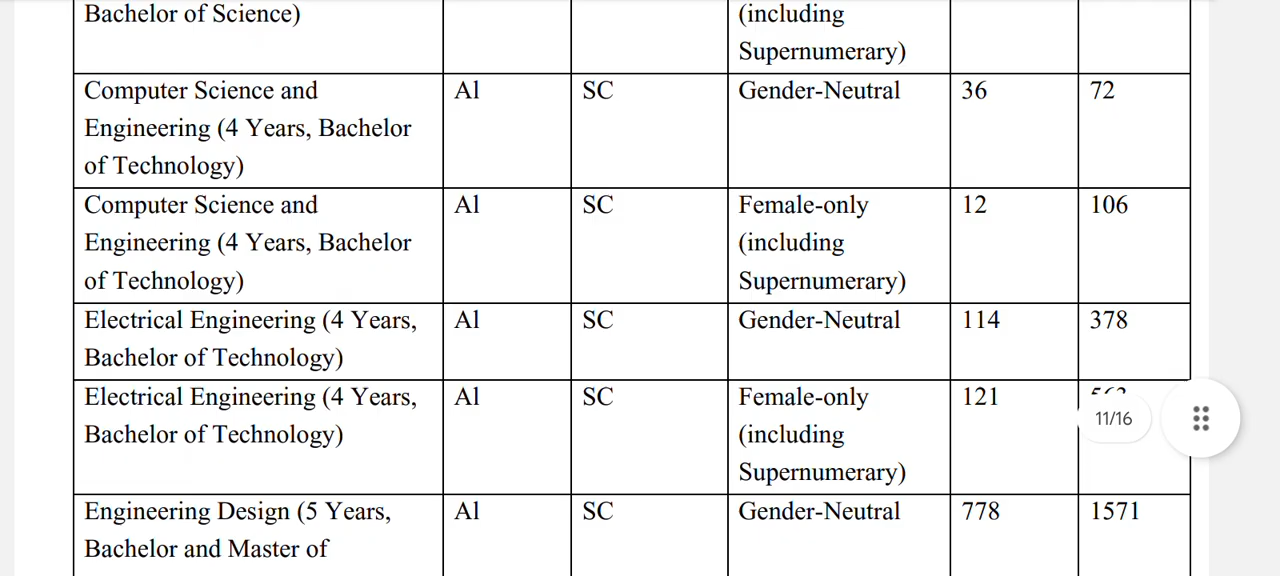 Bachelor of Science)
(including
Supernumerary)
Computer Science and
Engineering (4 Years, Bachelor
of Technology)
AI
SC
Gender-Neutral
36
72
Computer Science and
Engineering (4 Years, Bachelor
of Technology)
AI
SC
Female-only
(including
Supernumerary)
12
106
Electrical Engineering (4 Years,
Bachelor of Technology)
AI
SC
Gender-Neutral
114
378
Electrical Engineering (4 Years,
Bachelor of Technology)
AI
SC
Female-only
(including
Supernumerary)
121
11/16
Engineering Design (5 Years,
Bachelor and Master of
AI
SC
Gender-Neutral
778
1571